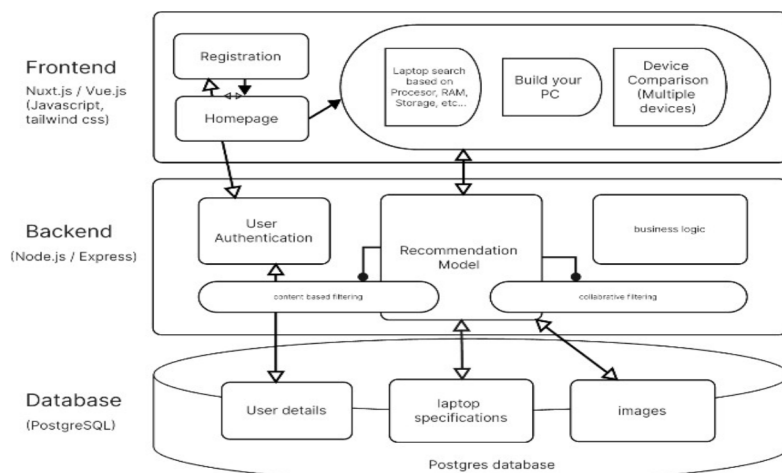 Frontend
Nuxt.js / Vue.js
(Javascript,
tailwind css)
Registration
Homepage
Laptop search
based on
Procesor, RAM,
Storage, etc...
Build your
PC
Device
Comparison
(Multiple
devices)
Backend
(Node.js / Express)
User
Authentication
Recommendation
Model
business logic
content based filtering
collabrative filtering
Database
(PostgreSQL)
User details
laptop
specifications
images
Postgres database